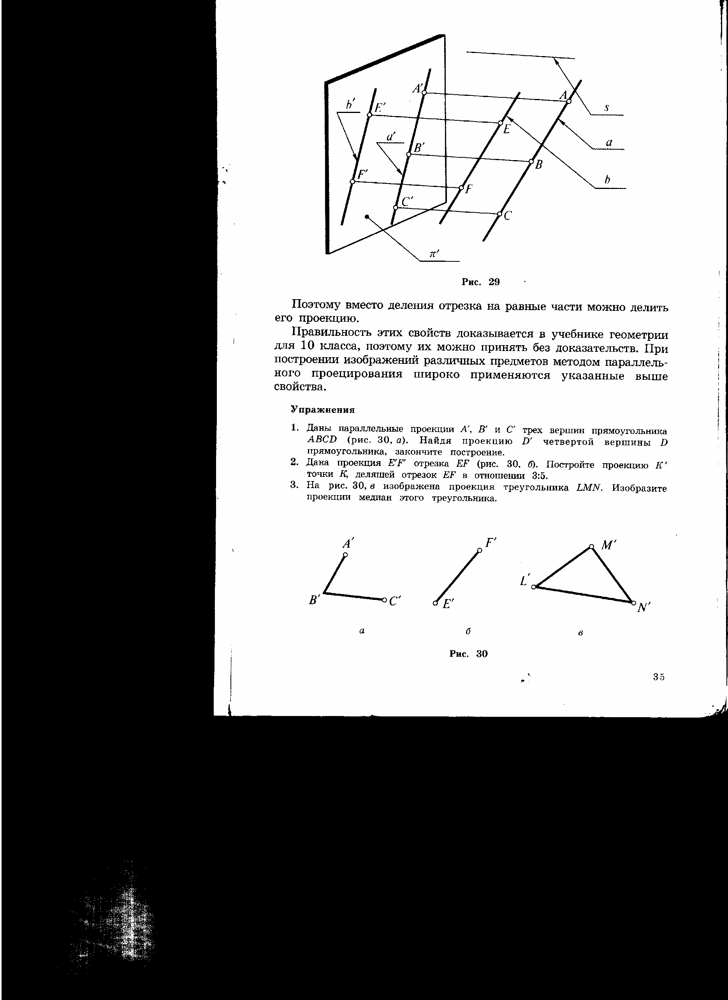 A'
A
b'
E'
s
E
a'
B'
a
B
F'
b
F
C'
C
π'
Рис. 29
Поэтому вместо деления отрезка на равные части можно делить
его проекцию.
Правильность этих свойств доказывается в учебнике геометрии
для 10 класса, поэтому их можно принять без доказательств. При
построении изображений различных предметов методом параллель-
ного проецирования широко применяются указанные выше
свойства.
Упражнения
1. Даны параллельные проекции A', B' и C' трех вершин прямоугольника
ABCD (рис. 30, а). Найдя проекцию D' четвертой вершины D
прямоугольника, закончите построение.
2. Дана проекция E'F' отрезка EF (рис. 30, б). Постройте проекцию K'
точки K, делящей отрезок EF в отношении 3:5.
3. На рис. 30, в изображена проекция треугольника LMN. Изобразите
проекции медиан этого треугольника.
A'
F'
M'
L'
B'
C'
E'
N'
а
б
в
Рис. 30
35